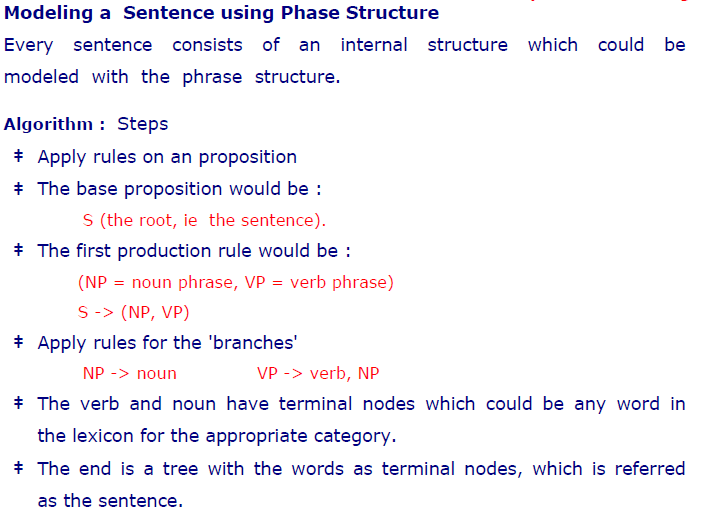 Modeling a Sentence using Phase Structure
Every sentence consists of an internal structure which could be
modeled with the phrase structure.
Algorithm : Steps
‡ Apply rules on an proposition
‡ The base proposition would be :
S (the root, ie the sentence).
‡ The first production rule would be :
(NP = noun phrase, VP = verb phrase)
S -> (NP, VP)
‡ Apply rules for the 'branches'
NP -> noun VP -> verb, NP
‡ The verb and noun have terminal nodes which could be any word in
the lexicon for the appropriate category.
‡ The end is a tree with the words as terminal nodes, which is referred
as the sentence.